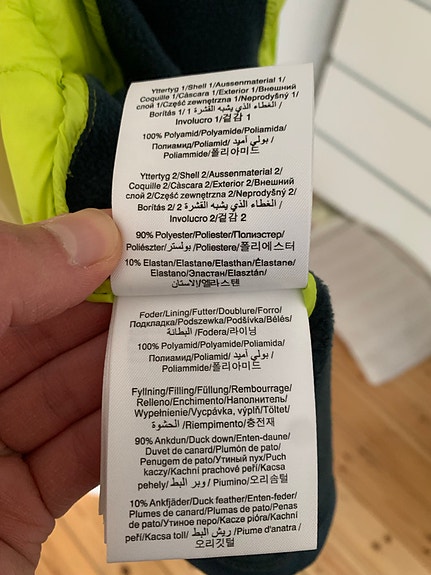 Yttertyg 1/Shell 1/Aussenmaterial 1/
Coquille 1/Cáscara 1/Exterior 1/Внешний
слой 1/Część zewnętrzna 1/Neprodyšný 1/
Borítás 1/ الغطاء الذي يشبه القشرة 1 /
Involucro 1/겉감 1
100% Polyamid/Polyamide/Poliamida/
Полиамид/Poliamid/ بولي أميد /
Poliammide/폴리아미드
Yttertyg 2/Shell 2/Aussenmaterial 2/
Coquille 2/Càscara 2/Exterior 2/Внешний
слой 2/Część zewnętrzna 2/Neprodyšný 2/
Borítás 2/ الغطاء الذي يشبه القشرة 2 /
Involucro 2/겉감 2
90% Polyester/Poliester/Полиэстер/
Poliészter/ بولستر /Poliestere/폴리에스터
10% Elastan/Elastane/Elasthan/Élastane/
Elastano/Эластан/Elasztán/
الاستان/엘라스텐
Foder/Lining/Futter/Doublure/Forro/
Подкладка/Podszewka/Podšívka/Bélés/
البطانة /Fodera/라이닝
100% Polyamid/Polyamide/Poliamida/
Полиамид/Poliamid/ بولي أميد /
Poliammide/폴리아미드
Fyllning/Filling/Füllung/Rembourrage/
Relleno/Enchimento/Наполнитель/
Wypełnienie/Vycpávka, výplň/Töltet/
الحشوة /Riempimento/충전재
90% Ankdun/Duck down/Enten-daune/
Duvet de canard/Plumón de pato/
Penugem de pato/Утиный пух/Puch
kaczy/Kachní prachové peří/Kacsa
pehely/ وبر البط / Piumino/오리솜털
10% Ankfjäder/Duck feather/Enten-feder/
Plumes de canard/Plumas de pato/Penas
de pato/Утиное перо/Kacze pióra/Kachní
peří/Kacsa toll/ ريش البط /Piume d'anatra /
오리깃털